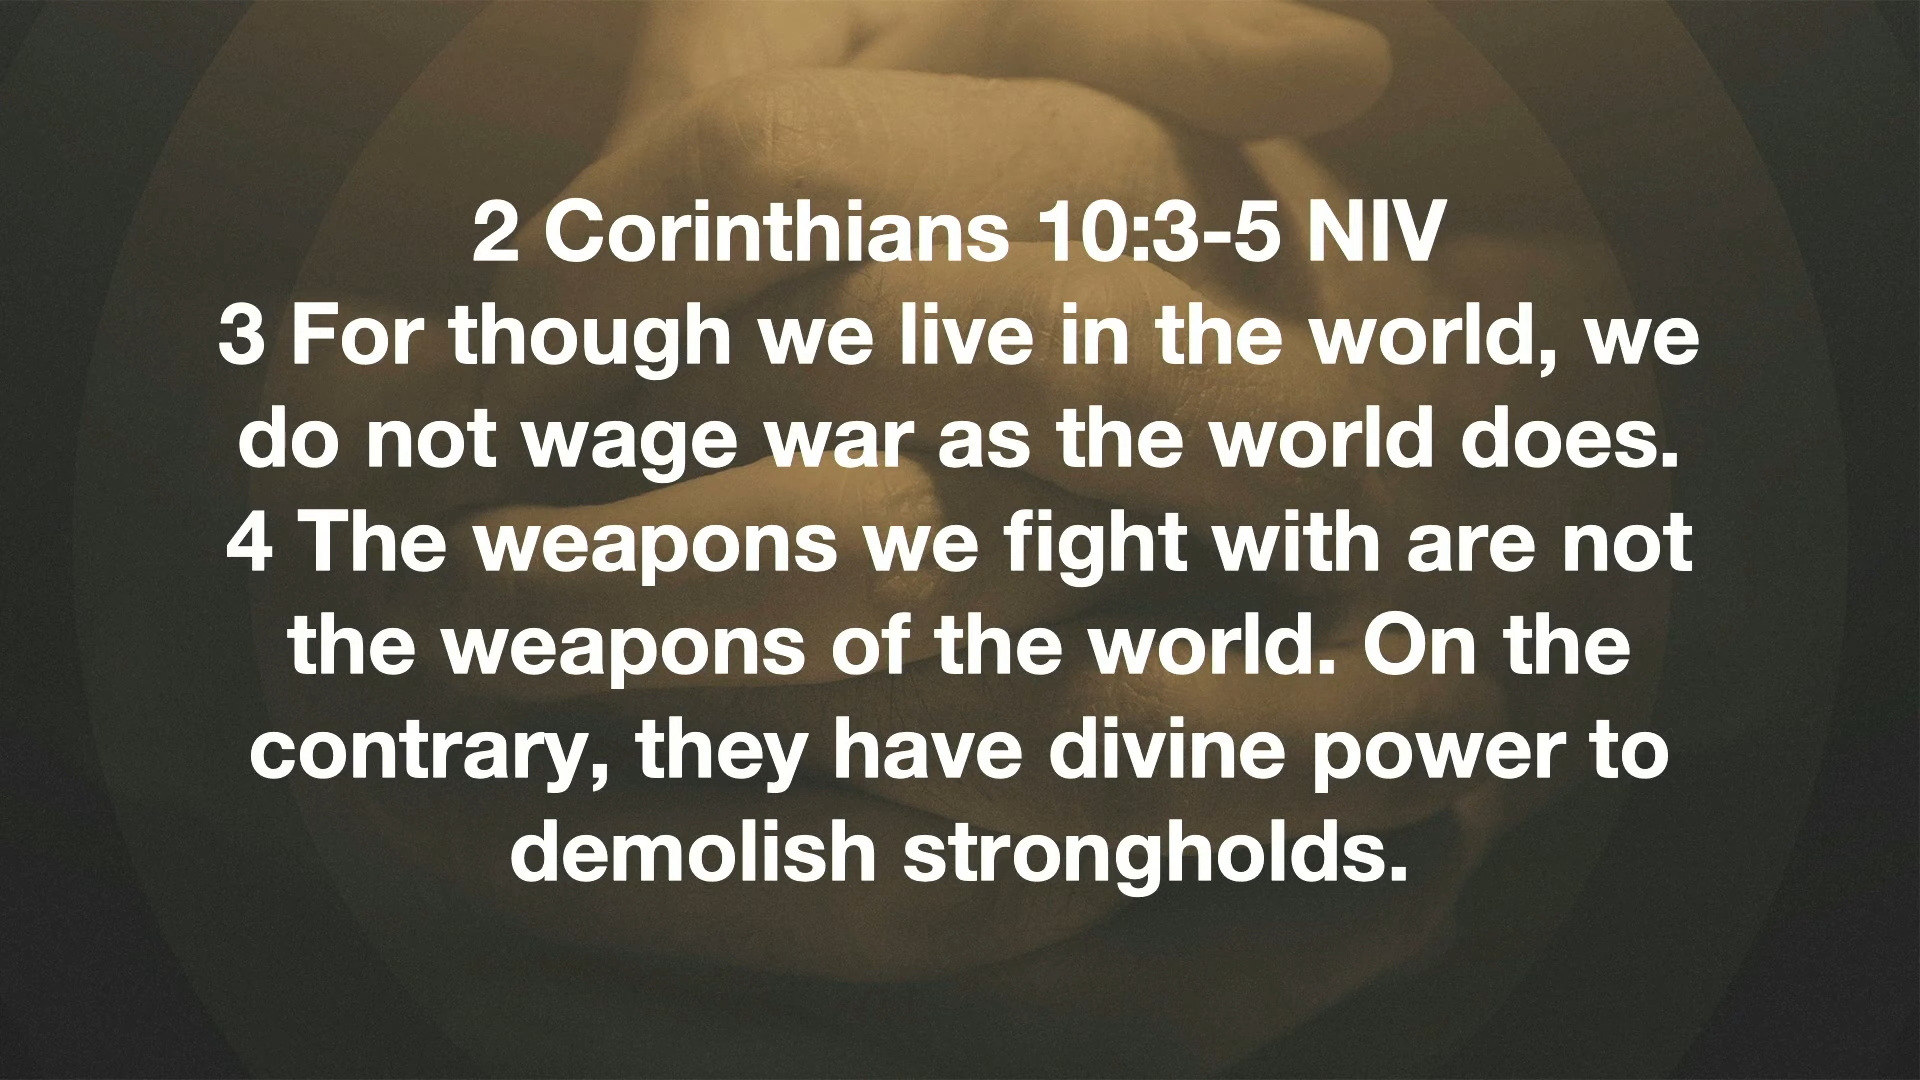 2 Corinthians 10:3-5 NIV
3 For though we live in the world, we
do not wage war as the world does.
4 The weapons we fight with are not
the weapons of the world. On the
contrary, they have divine power to
demolish strongholds.